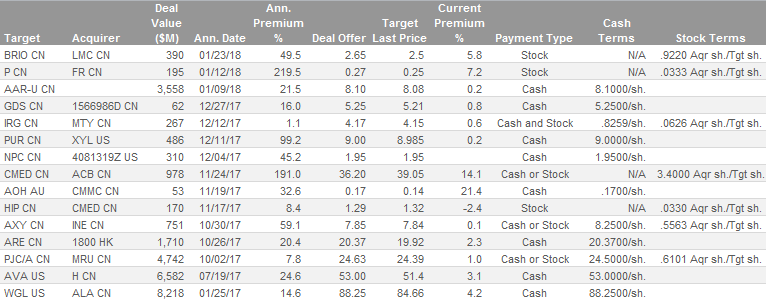 Deal Ann. Current
Value Premium Target Premium Cash
Target Acquirer ($M) Ann. Date % Deal Offer Last Price % Payment Type Terms Stock Terms
BRIO CN LMC CN 390 01/23/18 49.5 2.65 2.5 5.8 Stock N/A .9220 Aqr sh./Tgt sh.
P CN FR CN 195 01/12/18 219.5 0.27 0.25 7.2 Stock N/A .0333 Aqr sh./Tgt sh.
AAR-U CN 3,558 01/09/18 21.5 8.10 8.08 0.2 Cash 8.1000/sh.
GDS CN 1566986D CN 62 12/27/17 16.0 5.25 5.21 0.8 Cash 5.2500/sh.
IRG CN MTY CN 267 12/12/17 1.1 4.17 4.15 0.6 Cash and Stock .8259/sh. .0626 Aqr sh./Tgt sh.
PUR CN XYL US 486 12/11/17 99.2 9.00 8.985 0.2 Cash 9.0000/sh.
NPC CN 4081319Z US 310 12/04/17 45.2 1.95 1.95 Cash 1.9500/sh.
CMED CN ACB CN 978 11/24/17 191.0 36.20 39.05 14.1 Cash or Stock N/A 3.4000 Aqr sh./Tgt sh.
AOH AU CMMC CN 53 11/19/17 32.6 0.17 0.14 21.4 Cash .1700/sh.
HIP CN CMED CN 170 11/17/17 8.4 1.29 1.32 -2.4 Stock N/A .0330 Aqr sh./Tgt sh.
AXY CN INE CN 751 10/30/17 59.1 7.85 7.84 0.1 Cash or Stock 8.2500/sh. .5563 Aqr sh./Tgt sh.
ARE CN 1800 HK 1,710 10/26/17 20.4 20.37 19.92 2.3 Cash 20.3700/sh.
PJC/A CN MRU CN 4,742 10/02/17 7.8 24.63 24.39 1.0 Cash or Stock 24.5000/sh. .6101 Aqr sh./Tgt sh.
AVA US H CN 6,582 07/19/17 24.6 53.00 51.4 3.1 Cash 53.0000/sh.
WGL US ALA CN 8,218 01/25/17 14.6 88.25 84.66 4.2 Cash 88.2500/sh.